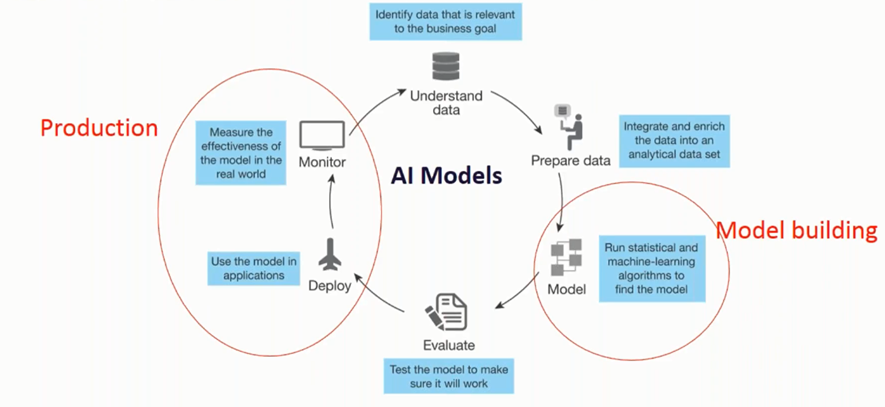 Identify data that is relevant
to the business goal
Understand
data
Production
Measure the
effectiveness of
the model in the
real world
Monitor
Prepare data
Integrate and enrich
the data into an
analytical data set
AI Models
Model building
Run statistical and
machine-learning
algorithms to
find the model
Model
Use the model in
applications
Deploy
Evaluate
Test the model to make
sure it will work